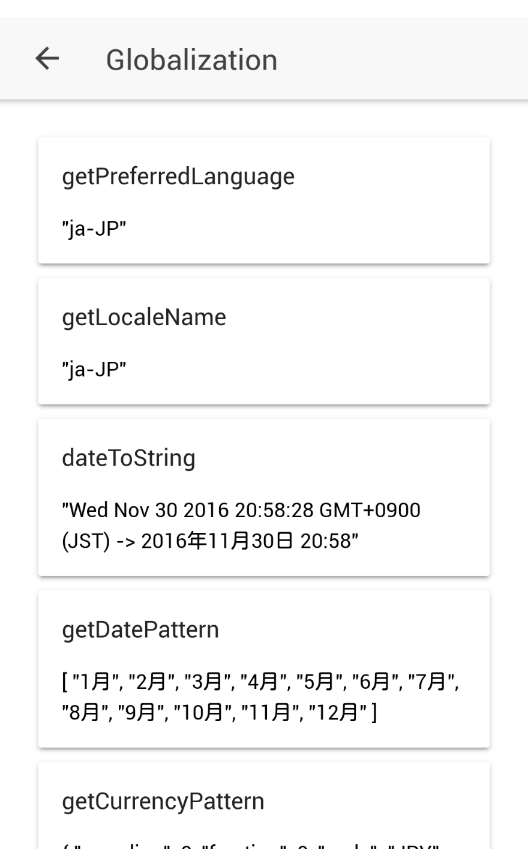 Globalization
getPreferredLanguage
"ja-JP"
getLocaleName
"ja-JP"
dateToString
"Wed Nov 30 2016 20:58:28 GMT+0900
(JST) -> 2016年11月30日 20:58"
getDatePattern
[ "1月", "2月", "3月", "4月", "5月", "6月", "7月",
"8月", "9月", "10月", "11月", "12月" ]
getCurrencyPattern